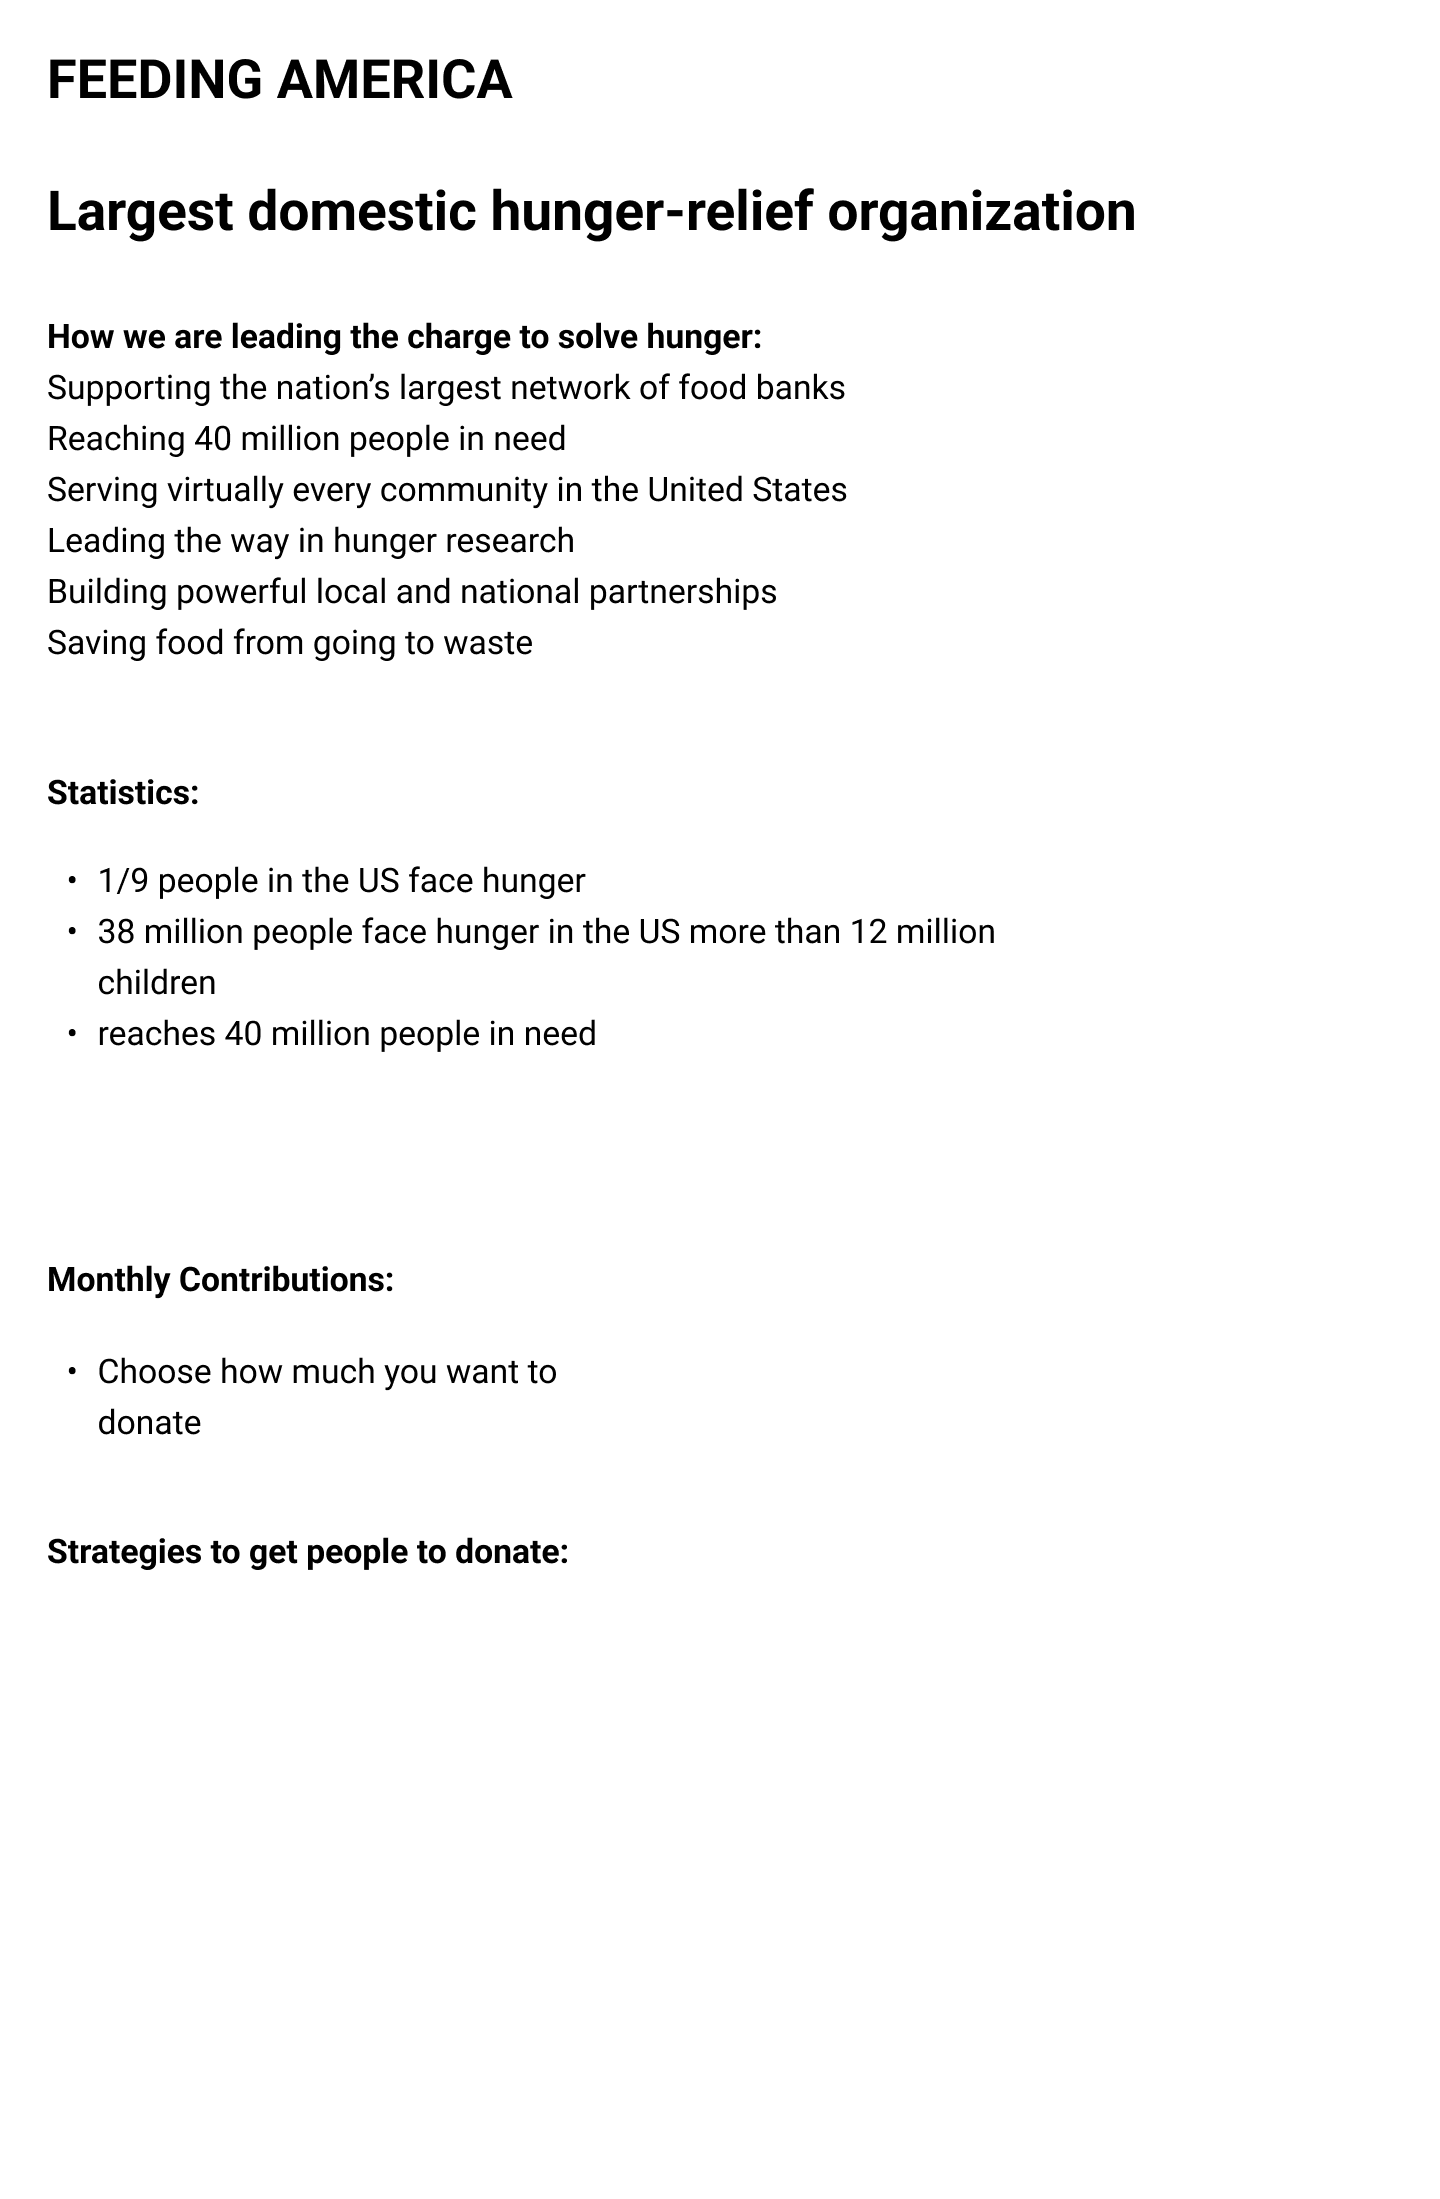 FEEDING AMERICA
Largest domestic hunger-relief organization
How we are leading the charge to solve hunger:
Supporting the nation’s largest network of food banks
Reaching 40 million people in need
Serving virtually every community in the United States
Leading the way in hunger research
Building powerful local and national partnerships
Saving food from going to waste
Statistics:
• 1/9 people in the US face hunger
• 38 million people face hunger in the US more than 12 million
children
• reaches 40 million people in need
Monthly Contributions:
• Choose how much you want to
donate
Strategies to get people to donate: